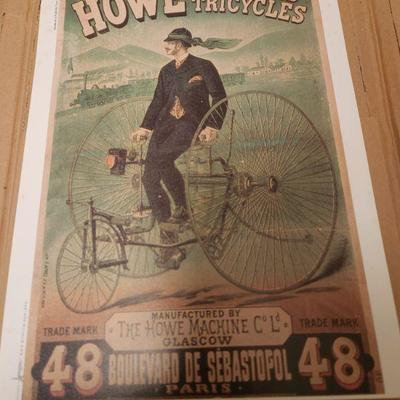 HOWE
TRICYCLES
MANUFACTURED BY
THE HOWE MACHINE Co Ld
GLASCOW
TRADE MARK
TRADE MARK
48 BOULEVARD DE SÉBASTOPOL 48
PARIS